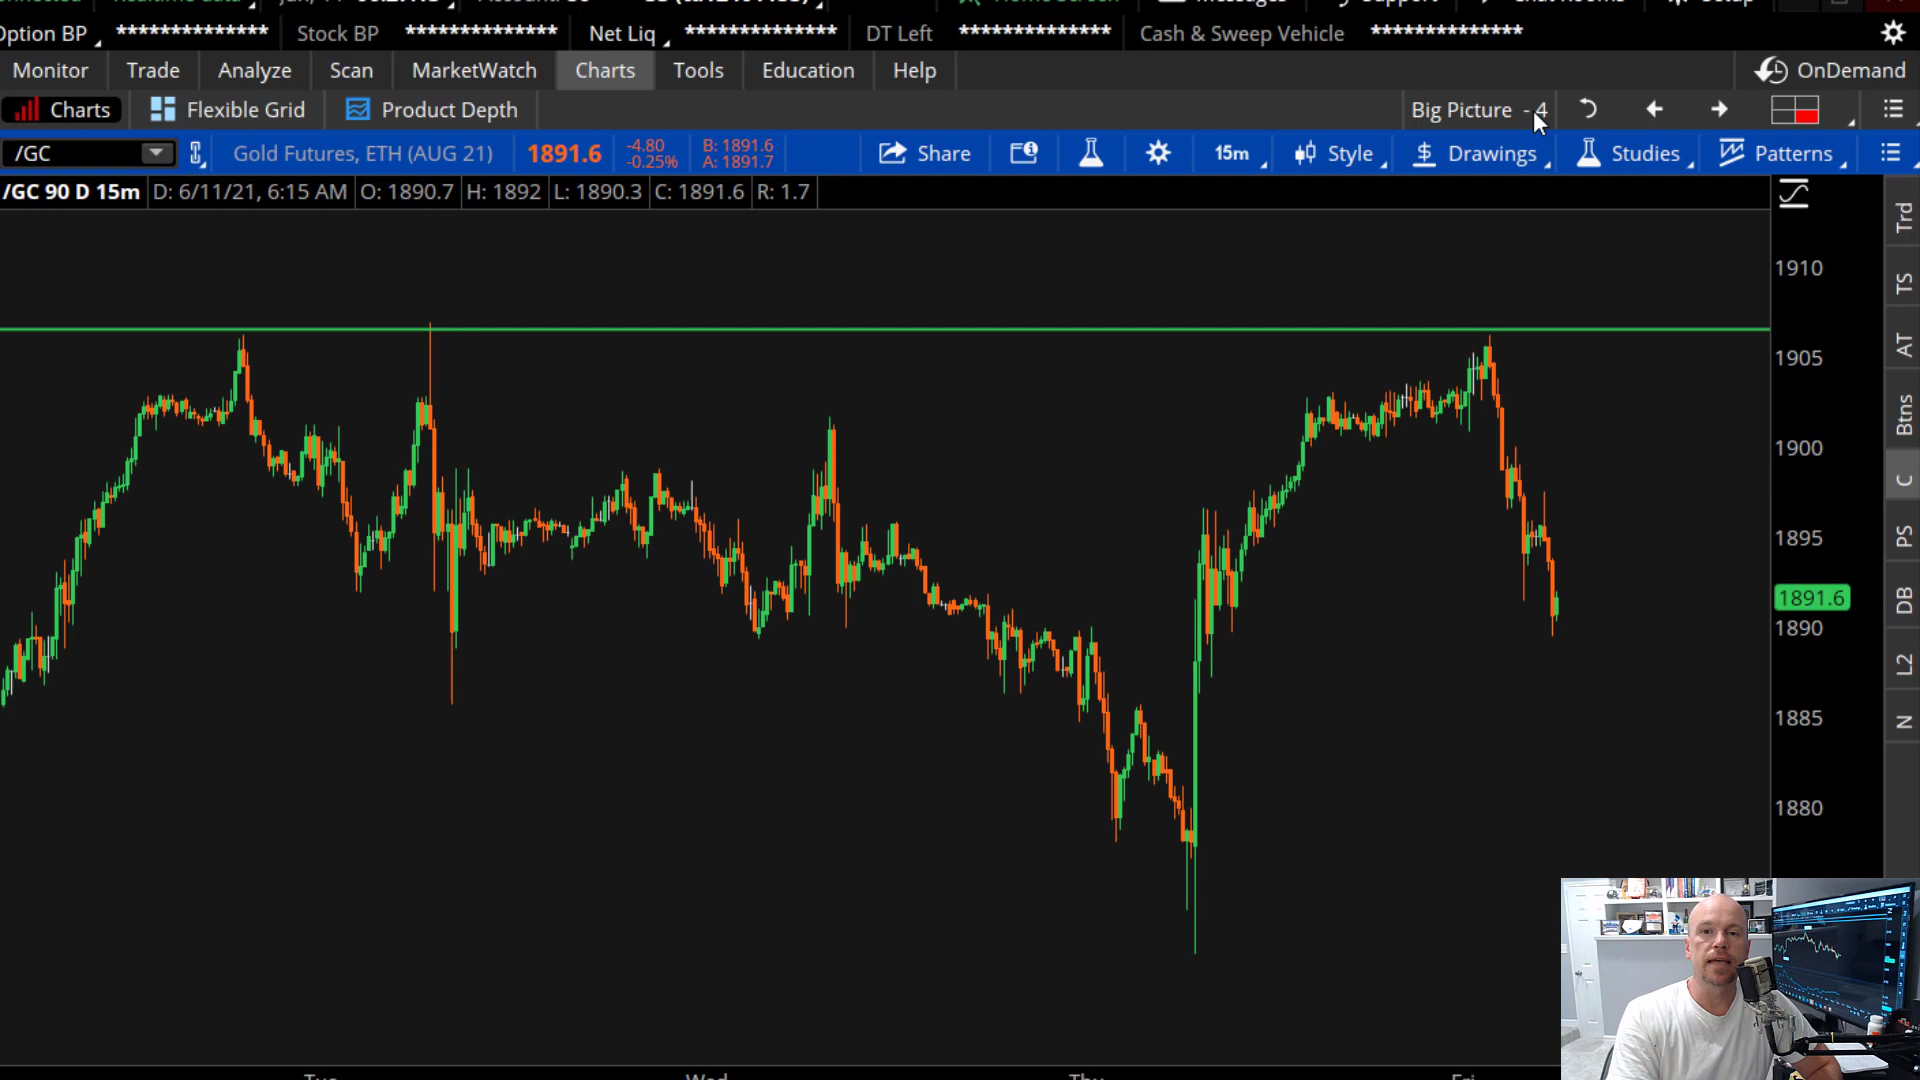 Option BP ************** Stock BP ************** Net Liq ************** DT Left ************** Cash & Sweep Vehicle **************
Monitor Trade Analyze Scan MarketWatch Charts Tools Education Help OnDemand
Charts Flexible Grid Product Depth Big Picture - 4
/GC Gold Futures, ETH (AUG 21) 1891.6 -4.80 B: 1891.6 Share 15m Style Drawings Studies Patterns
-0.25% A: 1891.7
/GC 90 D 15m D: 6/11/21, 6:15 AM O: 1890.7 H: 1892 L: 1890.3 C: 1891.6 R: 1.7
Trd
TS
AT
Btns
C
PS
DB
L2
N
1910
1905
1900
1895
1891.6
1890
1885
1880